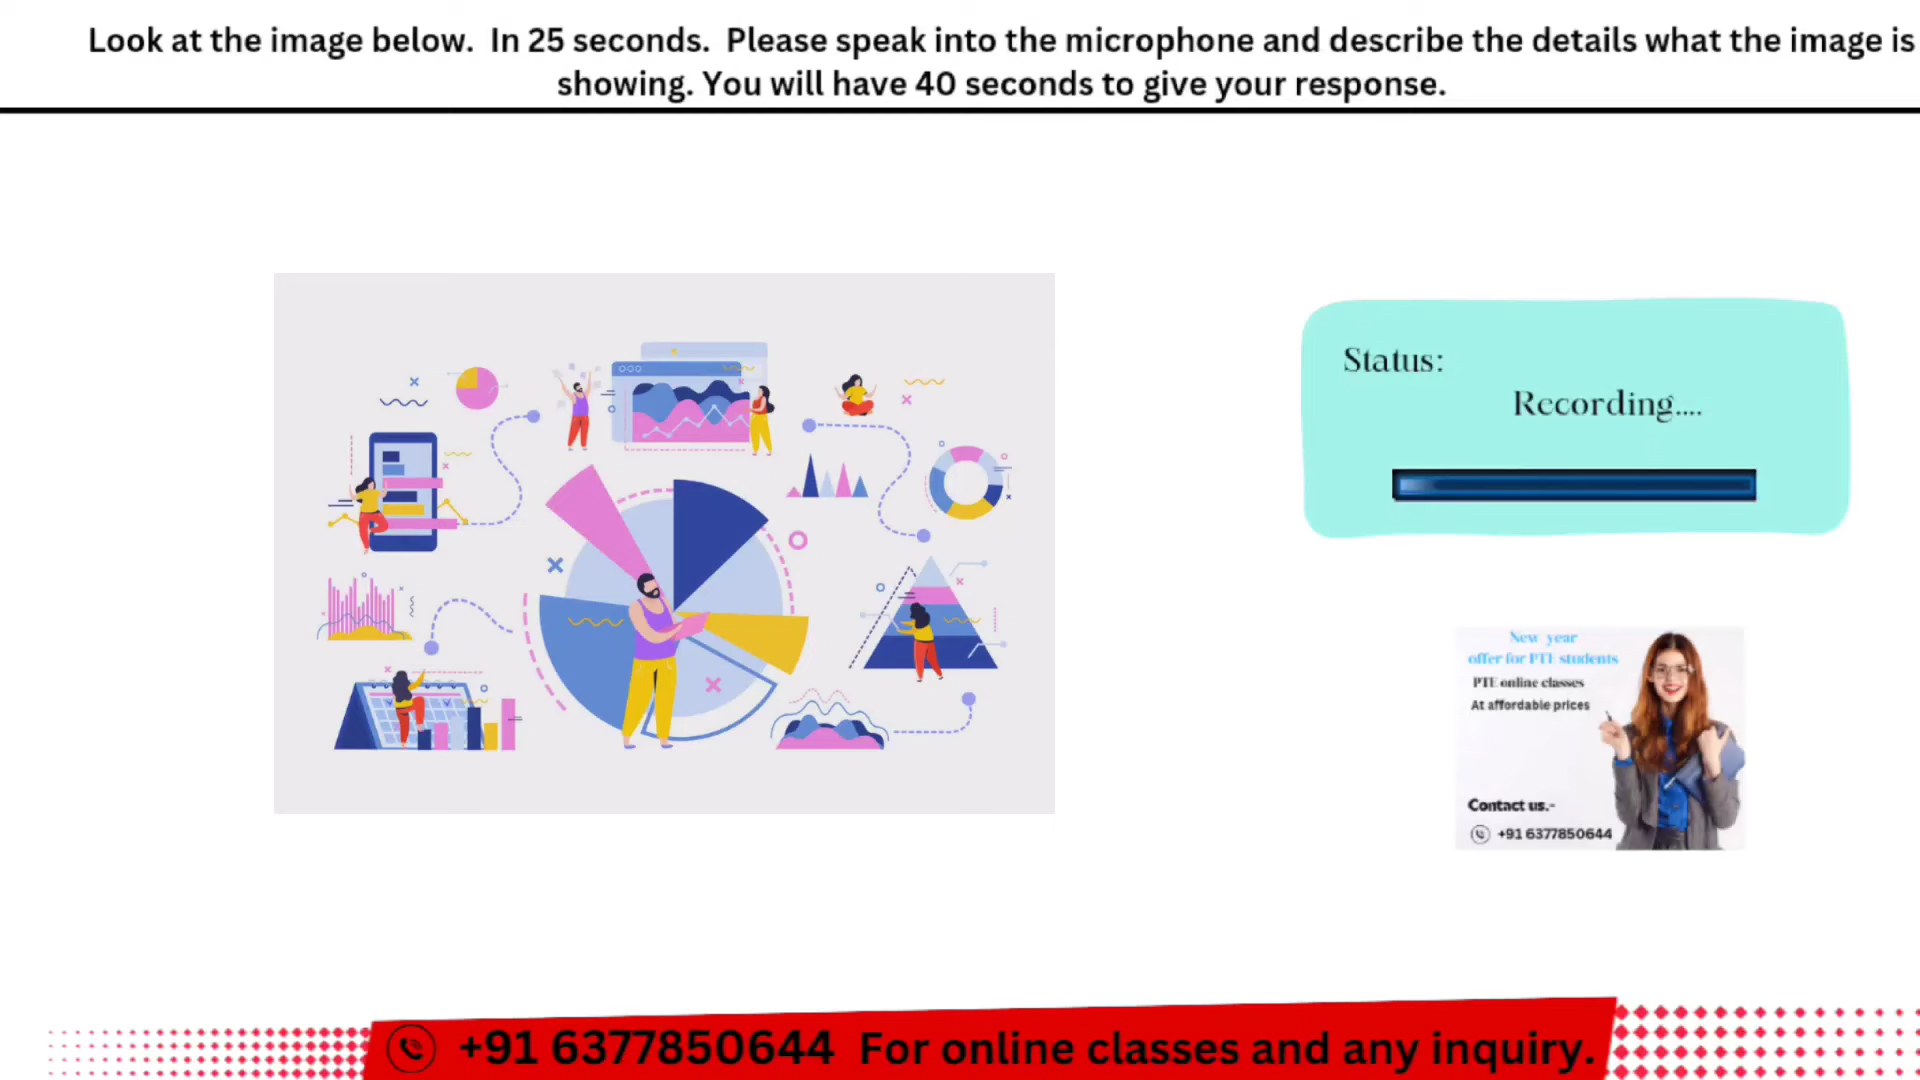 Look at the image below. In 25 seconds. Please speak into the microphone and describe the details what the image is
showing. You will have 40 seconds to give your response.
Status:
Recording....
New year
offer for PTE students
PTE online classes
At affordable prices
Contact us.-
+91 6377850644
+91 6377850644 For online classes and any inquiry.